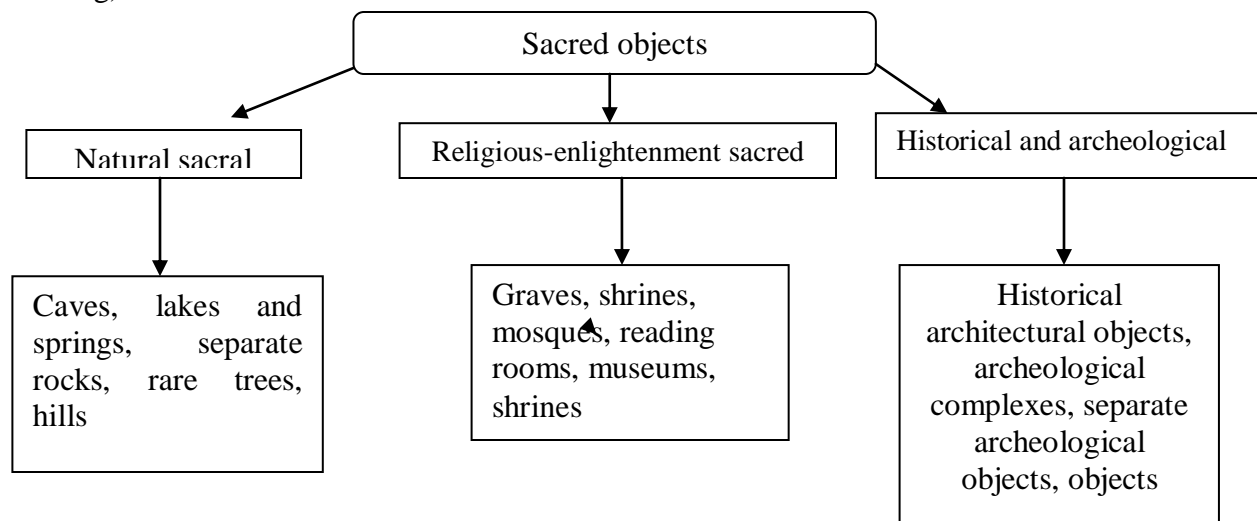 Sacred objects
Natural sacral
Religious-enlightenment sacred
Historical and archeological
Caves, lakes and
springs, separate
rocks, rare trees,
hills
Graves, shrines,
mosques, reading
rooms, museums,
shrines
Historical
architectural objects,
archeological
complexes, separate
archeological
objects, objects